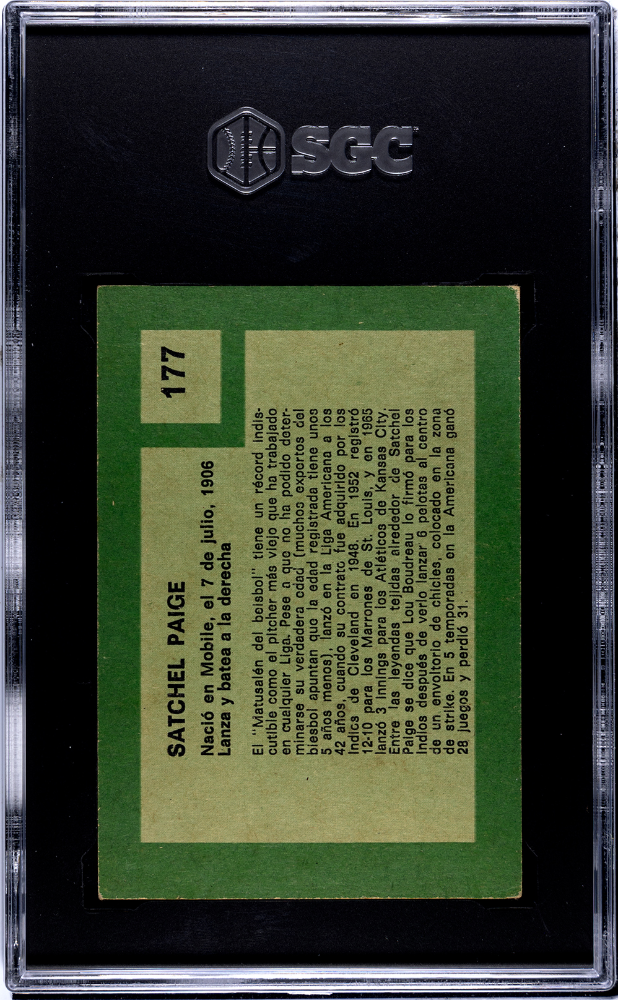 SGC
177
SATCHEL PAIGE
Nació en Mobile, el 7 de julio, 1906
Lanza y batea a la derecha
El "Matusalén del beisbol" tiene un récord indis-
cutible como el pitcher más viejo que ha trabajado
en cualquier Liga. Pese a que no ha podido deter-
minarse su verdadera edad (muchos exportos del
biesbol apuntan que la edad registrada tiene unos
5 años menos), lanzó en la Liga Americana a los
42 años, cuando su contrato fue adquirido por los
Indics de Cleveland en 1948. En 1952 registró
12-10 para los Marrones de St. Louis, y en 1965
lanzó 3 innings para los Atléticos de Kansas City.
Entre las leyendas tejidas alrededor de Satchel
Paige se dice que Lou Boudreau lo firmó para los
Indios después de verlo lanzar 6 pelotas al centro
de un envoltorio de chicles, colocado en la zona
de strike. En 5 temporadas en la Americana ganó
28 juegos y perdió 31.